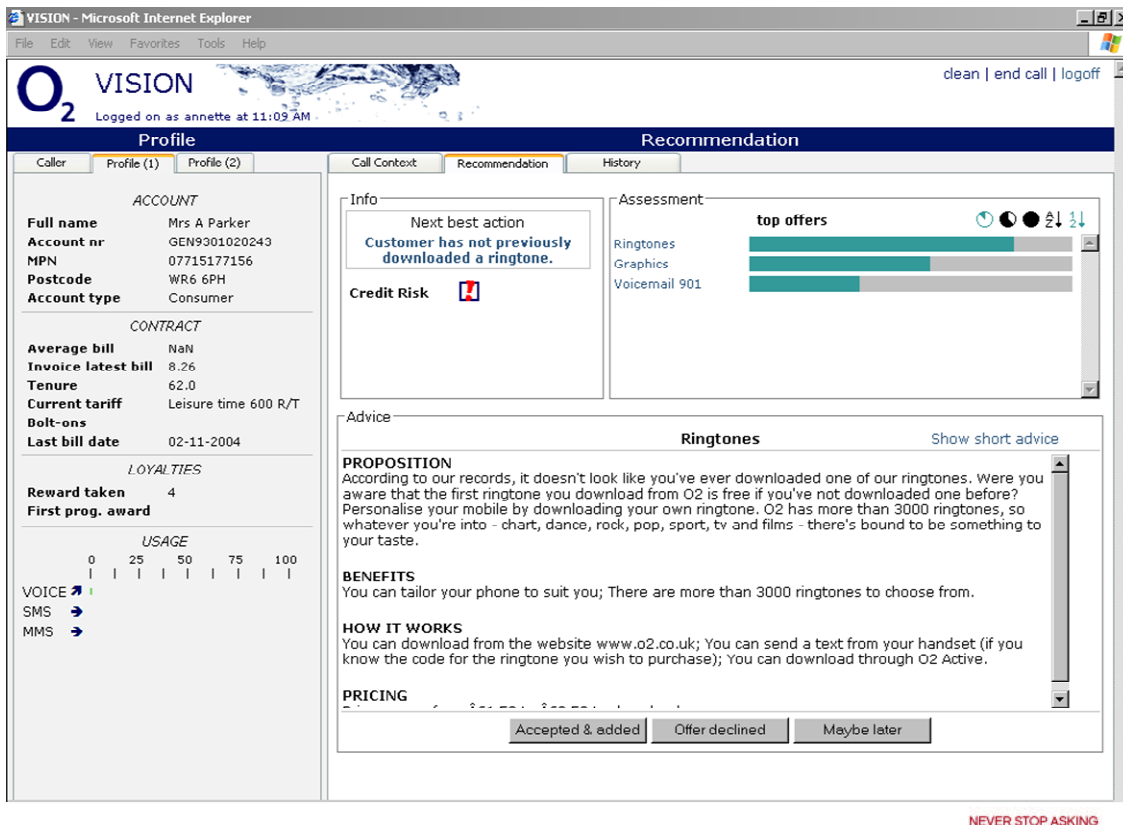 VISION - Microsoft Internet Explorer
File Edit View Favorites Tools Help
O2 VISION
clean | end call | logoff
Logged on as annette at 11:09 AM
Profile
Recommendation
Caller Profile (1) Profile (2)
Call Context Recommendation History
ACCOUNT
Full name Mrs A Parker
Account nr GEN9301020243
MPN 07715177156
Postcode WR6 6PH
Account type Consumer
CONTRACT
Average bill NaN
Invoice latest bill 8.26
Tenure 62.0
Current tariff Leisure time 600 R/T
Bolt-ons
Last bill date 02-11-2004
LOYALTIES
Reward taken 4
First prog. award
USAGE
0 25 50 75 100
VOICE
SMS
MMS
Info
Next best action
Customer has not previously
downloaded a ringtone.
Credit Risk !
Assessment
top offers
A Z 1 2
Ringtones
Graphics
Voicemail 901
Advice
Ringtones
Show short advice
PROPOSITION
According to our records, it doesn't look like you've ever downloaded one of our ringtones. Were you
aware that the first ringtone you download from O2 is free if you've not downloaded one before?
Personalise your mobile by downloading your own ringtone. O2 has more than 3000 ringtones, so
whatever you're into - chart, dance, rock, pop, sport, tv and films - there's bound to be something to
your taste.
BENEFITS
You can tailor your phone to suit you; There are more than 3000 ringtones to choose from.
HOW IT WORKS
You can download from the website www.o2.co.uk; You can send a text from your handset (if you
know the code for the ringtone you wish to purchase); You can download through O2 Active.
PRICING
Accepted & added Offer declined Maybe later
NEVER STOP ASKING